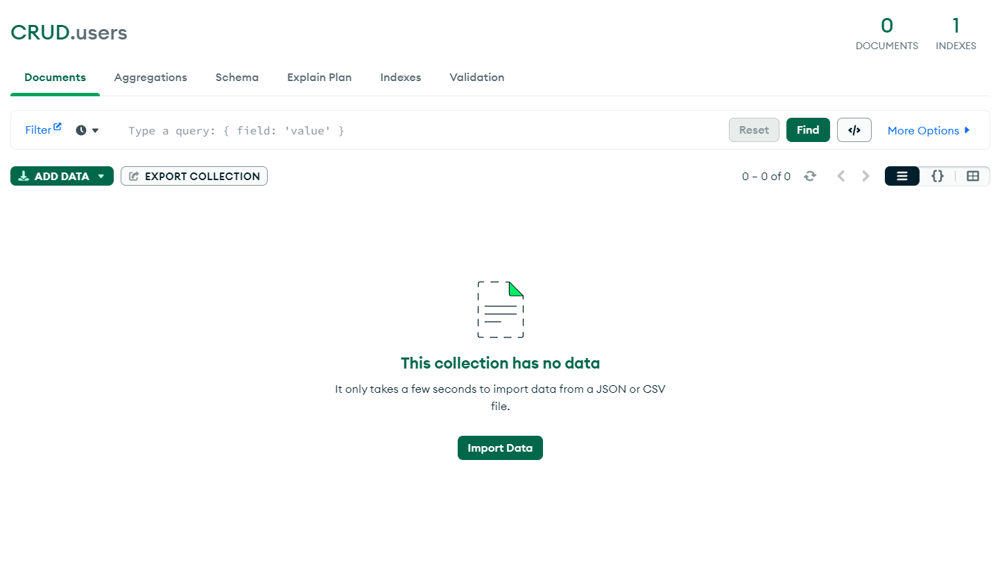 CRUD.users
0
DOCUMENTS
1
INDEXES
Documents Aggregations Schema Explain Plan Indexes Validation
Filter Type a query: { field: 'value' } Reset Find </> More Options
ADD DATA EXPORT COLLECTION 0 – 0 of 0 {}
This collection has no data
It only takes a few seconds to import data from a JSON or CSV
file.
Import Data